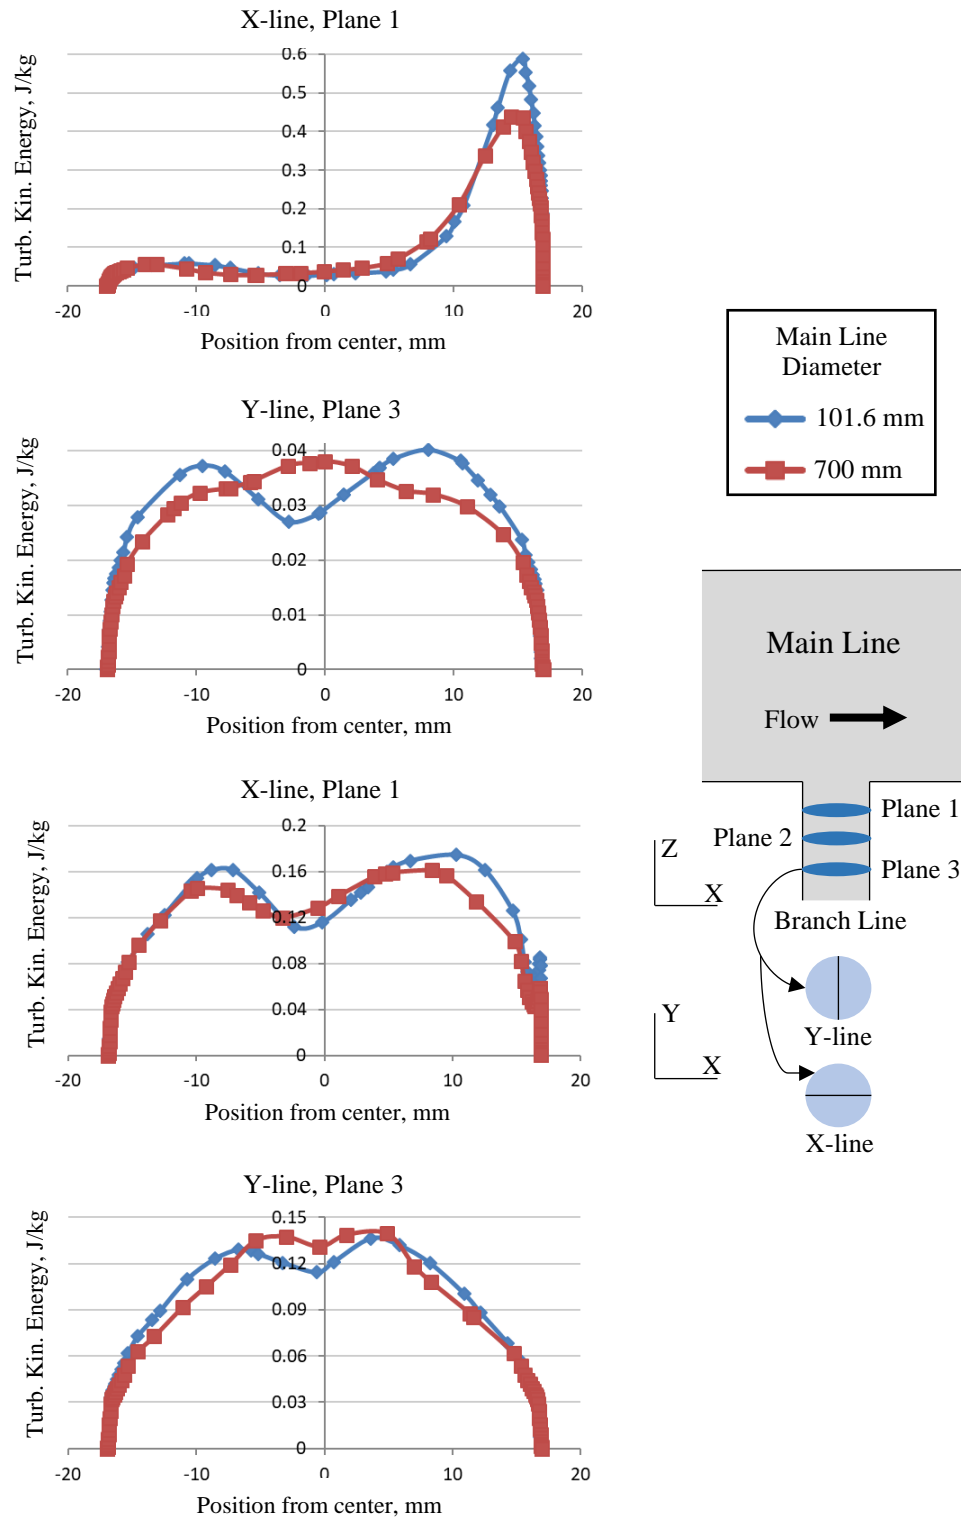 X-line, Plane 1
Turb. Kin. Energy, J/kg
0.6
0.5
0.4
0.3
0.2
0.1
0
-20
-10
0
10
20
Position from center, mm
Y-line, Plane 3
Turb. Kin. Energy, J/kg
0.04
0.03
0.02
0.01
0
-20
-10
0
10
20
Position from center, mm
X-line, Plane 1
Turb. Kin. Energy, J/kg
0.2
0.16
0.12
0.08
0.04
0
-20
-10
0
10
20
Position from center, mm
Y-line, Plane 3
Turb. Kin. Energy, J/kg
0.15
0.12
0.09
0.06
0.03
0
-20
-10
0
10
20
Position from center, mm
Main Line
Diameter
101.6 mm
700 mm
Main Line
Flow
Plane 1
Plane 2
Plane 3
Z
X
Branch Line
Y
X
Y-line
X-line